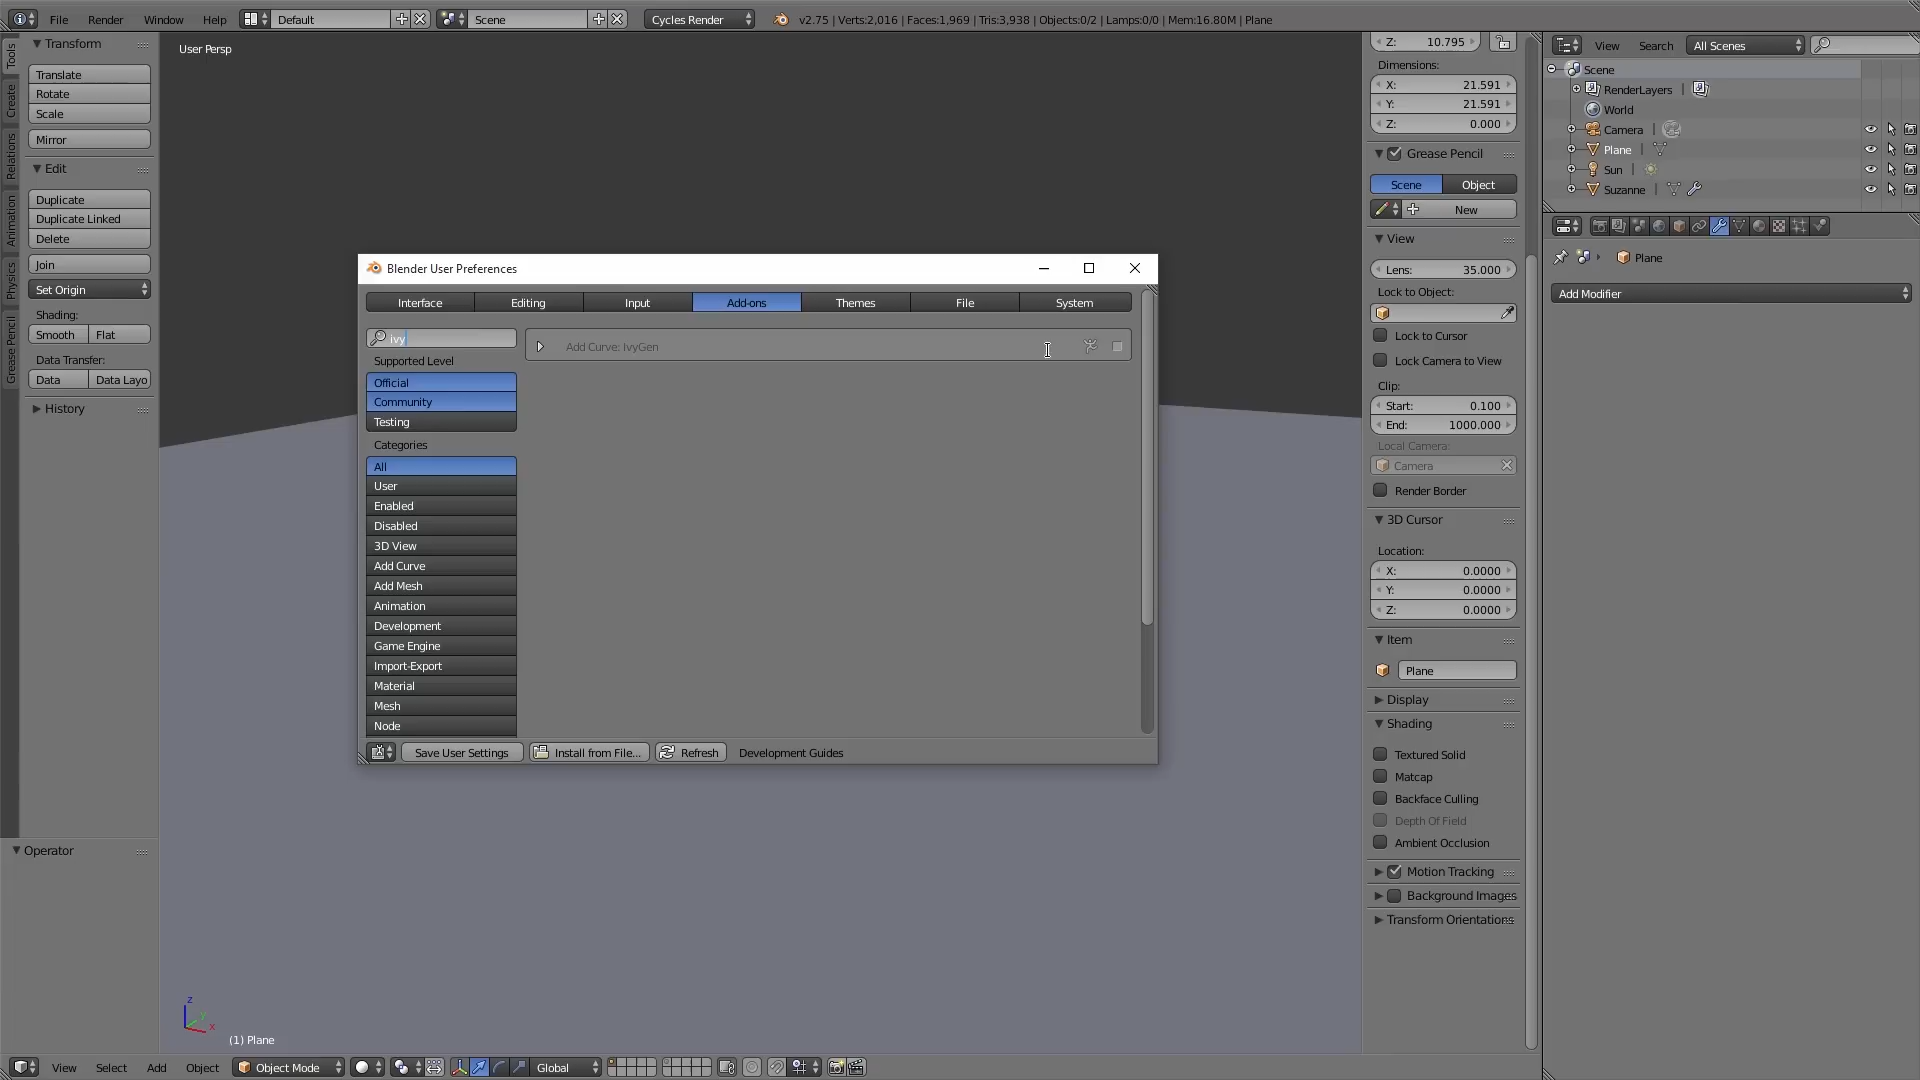 File Render Window Help Default Scene Cycles Render v2.75 | Verts:2,016 | Faces:1,969 | Tris:3,938 | Objects:0/2 | Lamps:0/0 | Mem:16.80M | Plane
Tools
Create
Relations
Animation
Physics
Grease Pencil
Transform
Translate
Rotate
Scale
Mirror
Edit
Duplicate
Duplicate Linked
Delete
Join
Set Origin
Shaping:
Smooth Flat
Data Transfer:
Data Data Layo
History
Operator
User Persp
Blender User Preferences
Interface Editing Input Add-ons Themes File System
ivy
Add Curve: IvyGen
Supported Level
Official
Community
Testing
Categories
All
User
Enabled
Disabled
3D View
Add Curve
Add Mesh
Animation
Development
Game Engine
Import-Export
Material
Mesh
Node
Save User Settings Install from File... Refresh Development Guides
z
y
x
(1) Plane
View Select Add Object Object Mode Global
Z: 10.795
Dimensions:
X: 21.591
Y: 21.591
Z: 0.000
Grease Pencil
Scene Object
New
View
Lens: 35.000
Lock to Object:
Lock to Cursor
Lock Camera to View
Clip:
Start: 0.100
End: 1000.000
Local Camera:
Camera
Render Border
3D Cursor
Location:
X: 0.0000
Y: 0.0000
Z: 0.0000
Item
Plane
Display
Shading
Textured Solid
Matcap
Backface Culling
Depth Of Field
Ambient Occlusion
Motion Tracking
Background Images
Transform Orientations
View Search All Scenes
Scene
RenderLayers |
World
Camera |
Plane |
Sun |
Suzanne |
Plane
Add Modifier